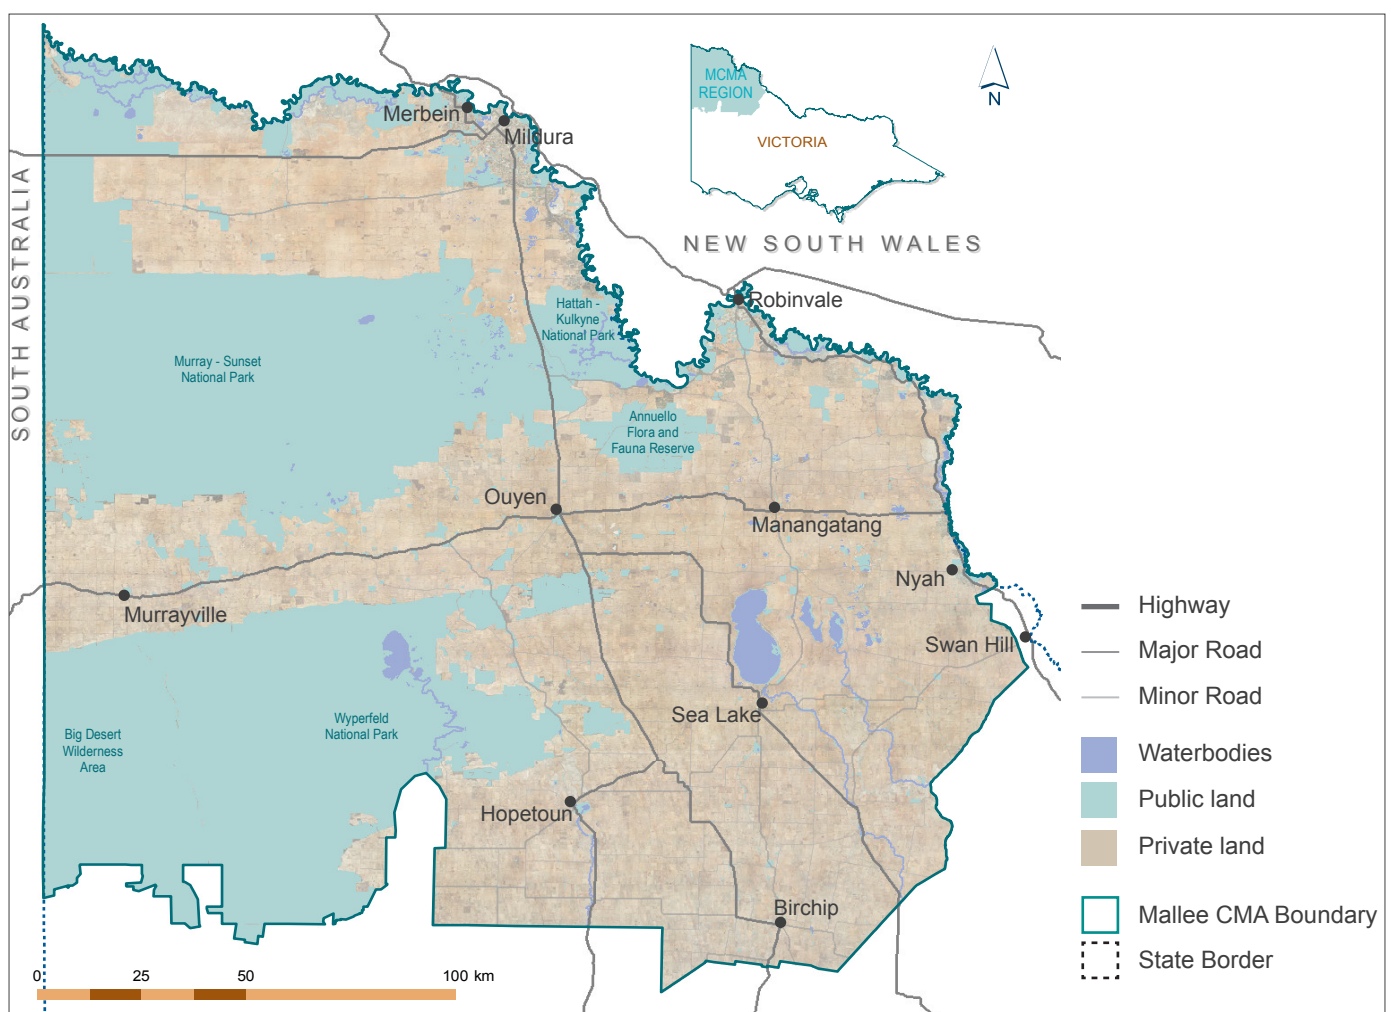 MCMA
REGION
VICTORIA
N
Merbein
Mildura
SOUTH AUSTRALIA
NEW SOUTH WALES
Robinvale
Hattah -
Kulkyne
National Park
Murray - Sunset
National Park
Annuello
Flora and
Fauna Reserve
Ouyen
Manangatang
Nyah
Murrayville
Swan Hill
Sea Lake
Wyperfeld
National Park
Big Desert
Wilderness
Area
Hopetoun
Birchip
Highway
Major Road
Minor Road
Waterbodies
Public land
Private land
Mallee CMA Boundary
State Border
0 25 50 100 km